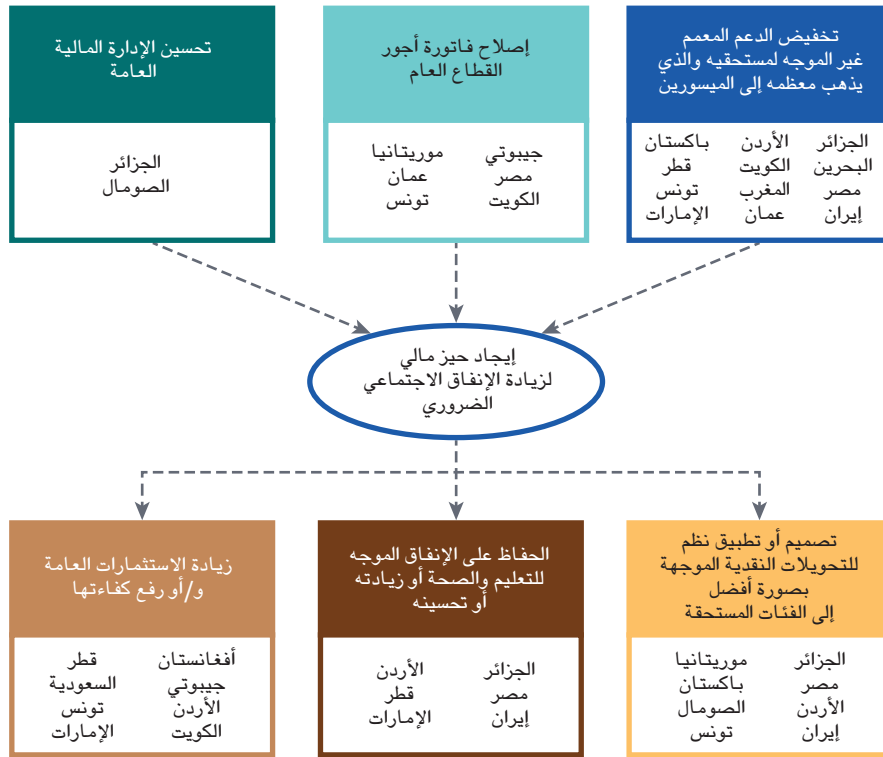 تخفيض الدعم المعمم
غير الموجه لمستحقيه والذي
يذهب معظمه إلى الميسورين
الجزائر الأردن باكستان
البحرين الكويت قطر
مصر المغرب تونس
إيران عمان الإمارات
إصلاح فاتورة أجور
القطاع العام
جيبوتي موريتانيا
مصر عمان
الكويت تونس
تحسين الإدارة المالية
العامة
الجزائر
الصومال
إيجاد حيز مالي
لزيادة الإنفاق الاجتماعي
الضروري
تصميم أو تطبيق نظم
للتحويلات النقدية الموجهة
بصورة أفضل
إلى الفئات المستحقة
الجزائر موريتانيا
مصر باكستان
الأردن الصومال
إيران تونس
الحفاظ على الإنفاق الموجه
للتعليم والصحة أو زيادته
أو تحسينه
الجزائر الأردن
مصر قطر
إيران الإمارات
زيادة الاستثمارات العامة
و/أو رفع كفاءتها
أفغانستان قطر
جيبوتي السعودية
الأردن تونس
الكويت الإمارات